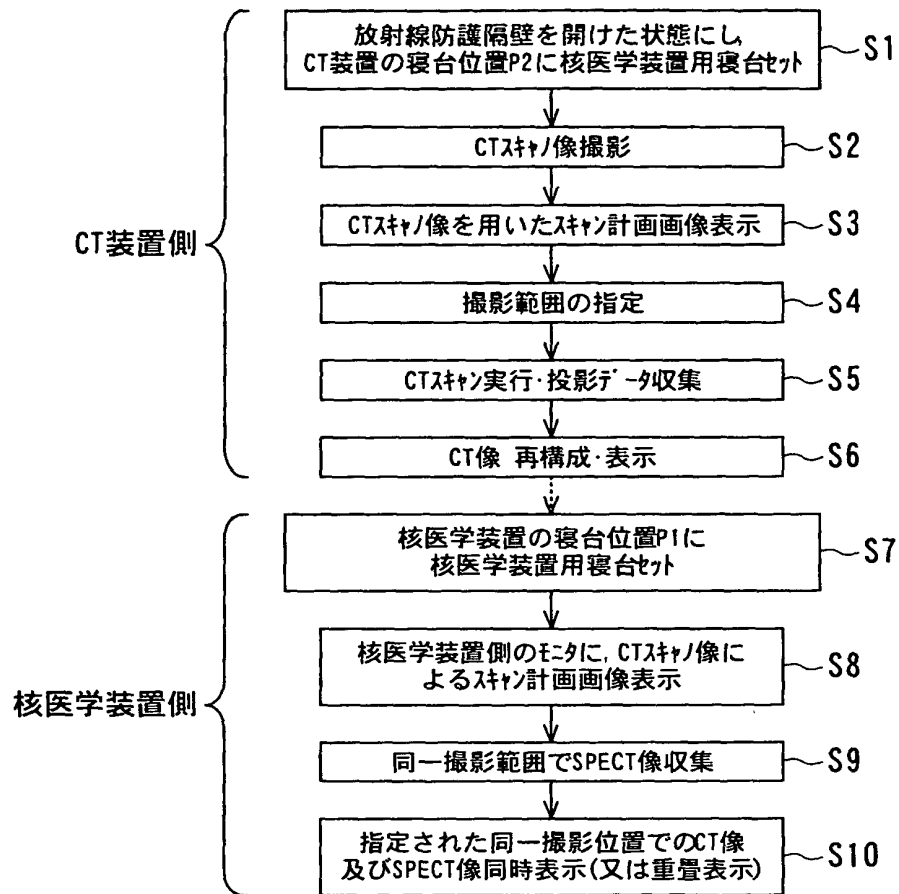 放射線防護隔壁を開けた状態にし,
CT装置の寝台位置P2に核医学装置用寝台ｾｯﾄ
S1
CTｽｷｬﾉ像撮影
S2
CTｽｷｬﾉ像を用いたｽｷｬﾝ計画画像表示
S3
撮影範囲の指定
S4
CTｽｷｬﾝ実行･投影ﾃﾞｰﾀ収集
S5
CT像 再構成･表示
S6
CT装置側
核医学装置の寝台位置P1に
核医学装置用寝台ｾｯﾄ
S7
核医学装置側のﾓﾆﾀに,CTｽｷｬﾉ像に
よるｽｷｬﾝ計画画像表示
S8
同一撮影範囲でSPECT像収集
S9
指定された同一撮影位置でのCT像
及びSPECT像同時表示(又は重畳表示)
S10
核医学装置側